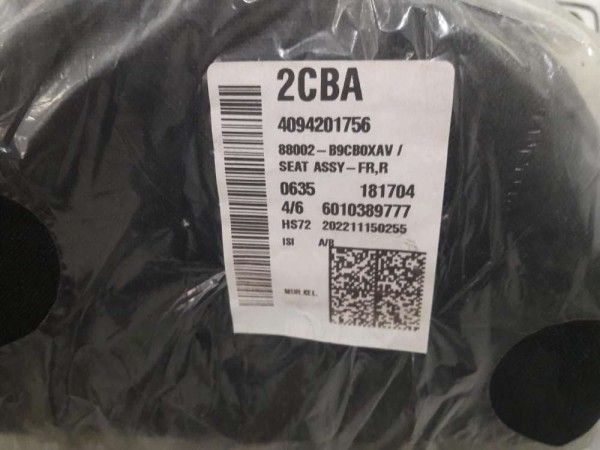 2CBA
4094201756
88002-B9CB0XAV /
SEAT ASSY-FR,R
0635 181704
4/6 6010389777
HS72 202211150255
ISI A/B